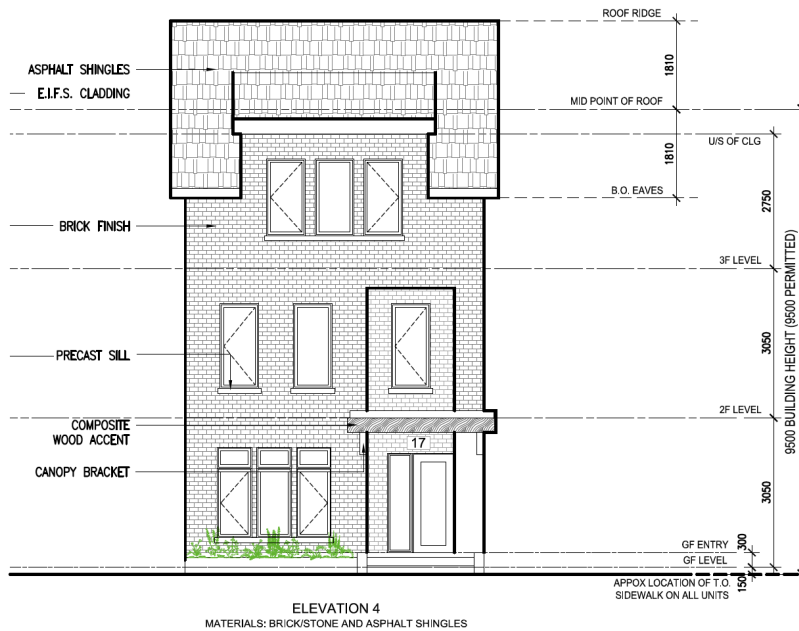 ROOF RIDGE
1810
ASPHALT SHINGLES
E.I.F.S. CLADDING
MID POINT OF ROOF
1810
U/S OF CLG
B.O. EAVES
2750
BRICK FINISH
3F LEVEL
9500 BUILDING HEIGHT (9500 PERMITTED)
3050
PRECAST SILL
2F LEVEL
COMPOSITE
WOOD ACCENT
17
CANOPY BRACKET
3050
GF ENTRY
300
GF LEVEL
150
APPOX LOCATION OF T.O.
SIDEWALK ON ALL UNITS
ELEVATION 4
MATERIALS: BRICK/STONE AND ASPHALT SHINGLES